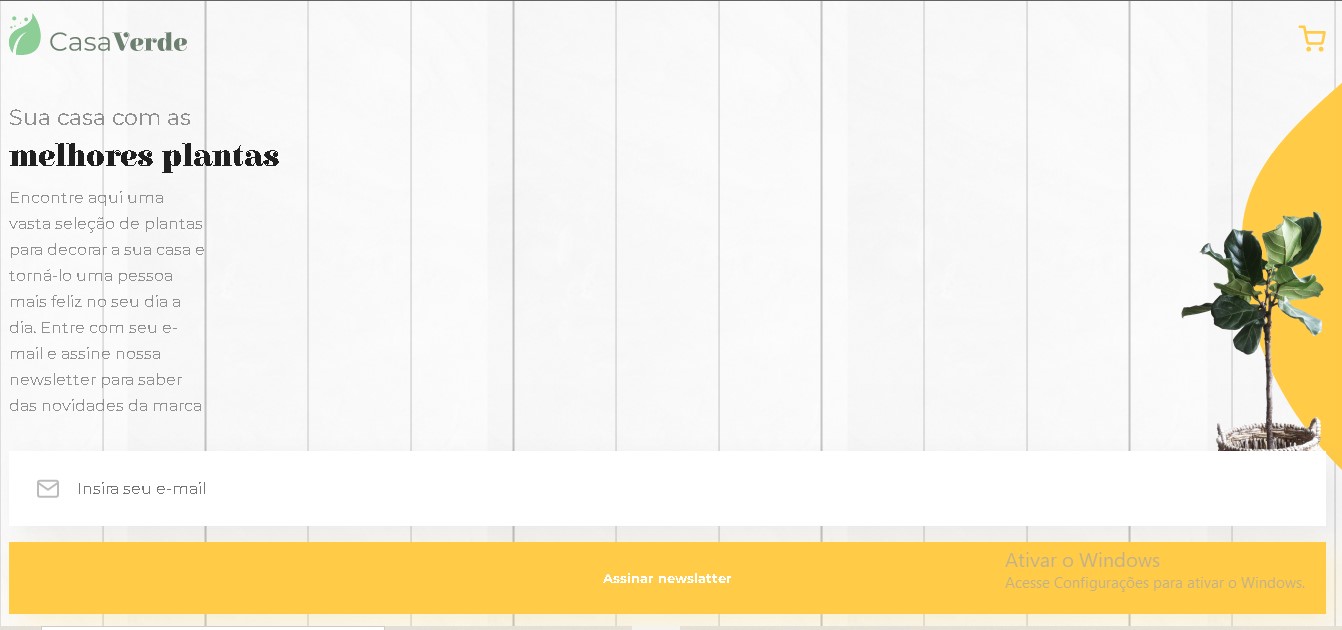 CasaVerde
Sua casa com as
melhores plantas
Encontre aqui uma
vasta seleção de plantas
para decorar a sua casa e
torná-lo uma pessoa
mais feliz no seu dia a
dia. Entre com seu e-
mail e assine nossa
newsletter para saber
das novidades da marca
Insira seu e-mail
Assinar newslatter
Ativar o Windows
Acesse Configurações para ativar o Windows.